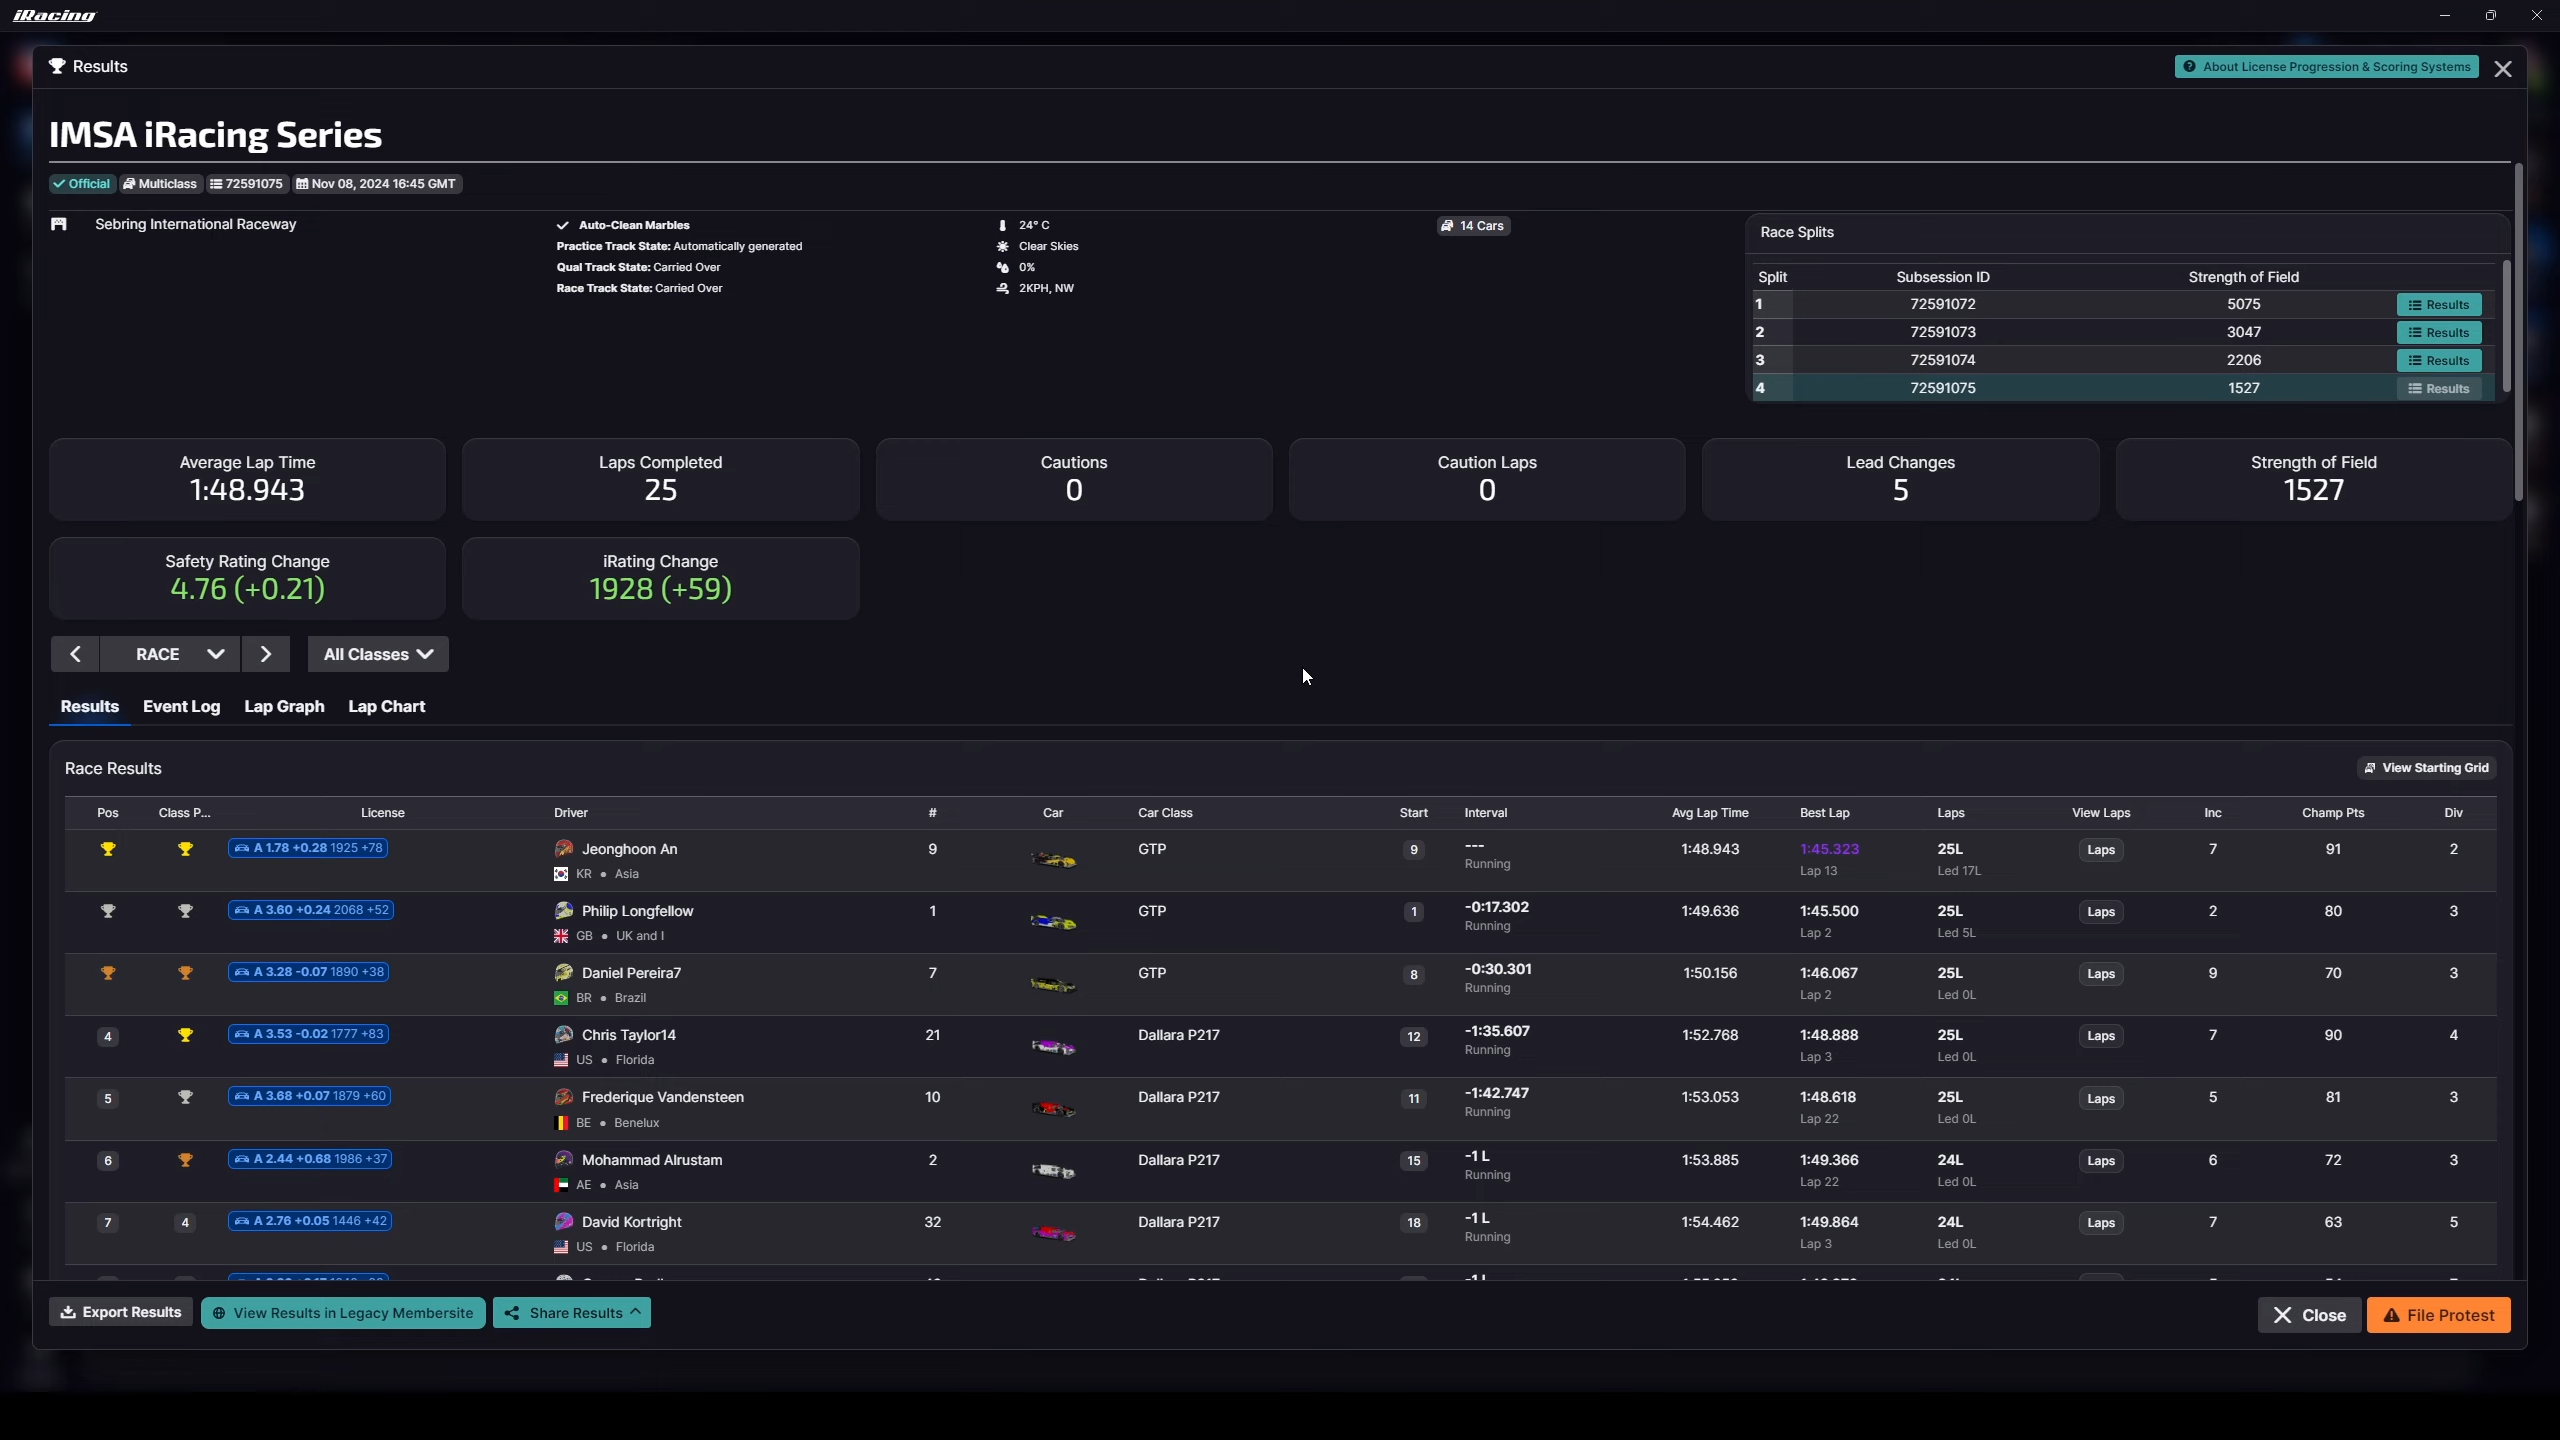 iRacing
Results
About License Progression & Scoring Systems
IMSA iRacing Series
Official Multiclass 72591075 Nov 08, 2024 16:45 GMT
Sebring International Raceway
Auto-Clean Marbles
Practice Track State: Automatically generated
Qual Track State: Carried Over
Race Track State: Carried Over
24° C
Clear Skies
0%
2KPH, NW
14 Cars
Race Splits
Split Subsession ID Strength of Field
1 72591072 5075 Results
2 72591073 3047 Results
3 72591074 2206 Results
4 72591075 1527 Results
Average Lap Time
1:48.943
Laps Completed
25
Cautions
0
Caution Laps
0
Lead Changes
5
Strength of Field
1527
Safety Rating Change
4.76 (+0.21)
iRating Change
1928 (+59)
RACE All Classes
Results Event Log Lap Graph Lap Chart
Race Results View Starting Grid
Pos Class P... License Driver # Car Car Class Start Interval Avg Lap Time Best Lap Laps View Laps Inc Champ Pts Div
A 1.78 +0.28 1925 +78 Jeonghoon An 9 GTP 9 --- 1:48.943 1:45.323 25L Laps 7 91 2
KR • Asia Running Lap 13 Led 17L
A 3.60 +0.24 2068 +52 Philip Longfellow 1 GTP 1 -0:17.302 1:49.636 1:45.500 25L Laps 2 80 3
GB • UK and I Running Lap 2 Led 5L
A 3.28 -0.07 1890 +38 Daniel Pereira7 7 GTP 8 -0:30.301 1:50.156 1:46.067 25L Laps 9 70 3
BR • Brazil Running Lap 2 Led 0L
4 A 3.53 -0.02 1777 +83 Chris Taylor14 21 Dallara P217 12 -1:35.607 1:52.768 1:48.888 25L Laps 7 90 4
US • Florida Running Lap 3 Led 0L
5 A 3.68 +0.07 1879 +60 Frederique Vandensteen 10 Dallara P217 11 -1:42.747 1:53.053 1:48.618 25L Laps 5 81 3
BE • Benelux Running Lap 22 Led 0L
6 A 2.44 +0.68 1986 +37 Mohammad Alrustam 2 Dallara P217 15 -1 L 1:53.885 1:49.366 24L Laps 6 72 3
AE • Asia Running Lap 22 Led 0L
7 4 A 2.76 +0.05 1446 +42 David Kortright 32 Dallara P217 18 -1 L 1:54.462 1:49.864 24L Laps 7 63 5
US • Florida Running Lap 3 Led 0L
Export Results View Results in Legacy Membersite Share Results Close File Protest